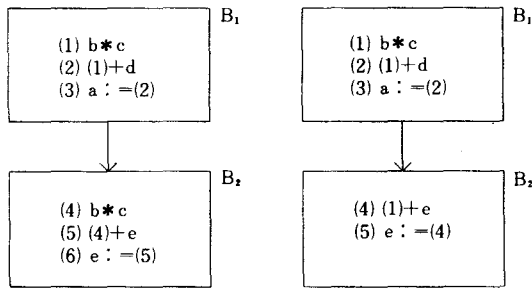 B₁
(1) b*c
(2) (1)+d
(3) a:=(2)
B₂
(4) b*c
(5) (4)+e
(6) e:=(5)
B₁
(1) b*c
(2) (1)+d
(3) a:=(2)
B₂
(4) (1)+e
(5) e:=(4)